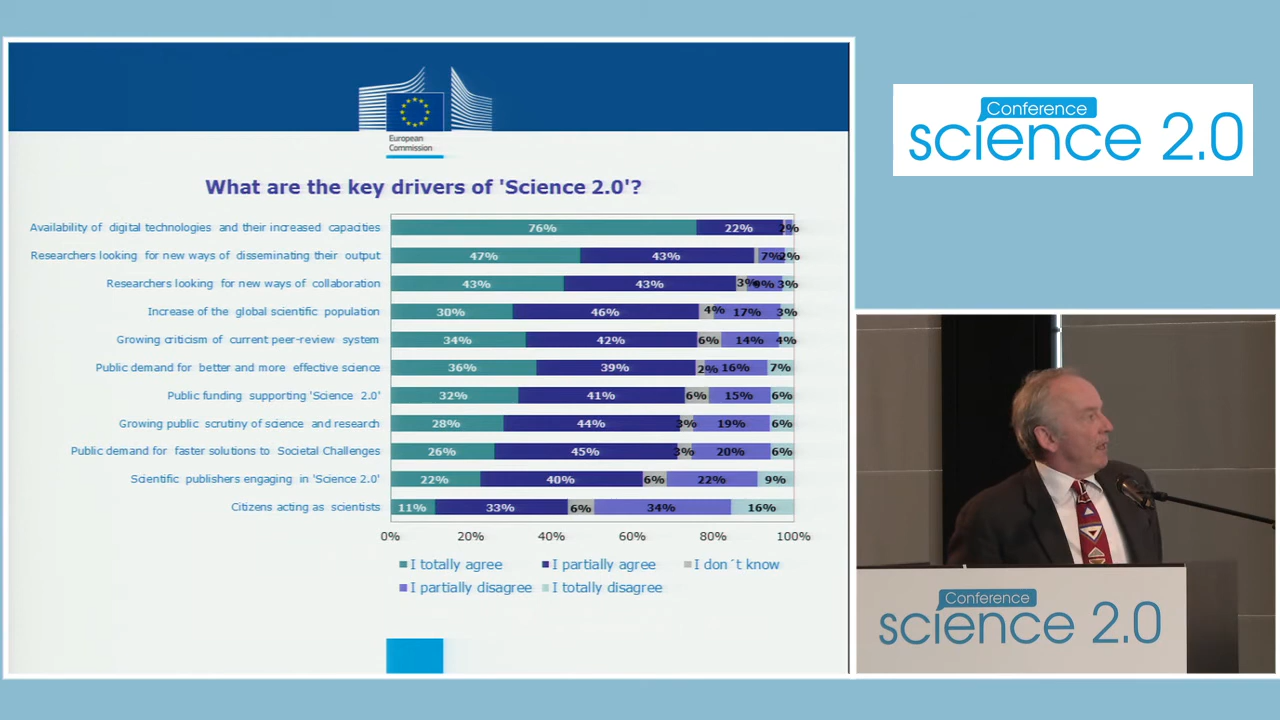 European
Commission
What are the key drivers of 'Science 2.0'?
Availability of digital technologies and their increased capacities 76% 22% 2%
Researchers looking for new ways of disseminating their output 47% 43% 7% 2%
Researchers looking for new ways of collaboration 43% 43% 3% 9% 3%
Increase of the global scientific population 30% 46% 4% 17% 3%
Growing criticism of current peer-review system 34% 42% 6% 14% 4%
Public demand for better and more effective science 36% 39% 2% 16% 7%
Public funding supporting 'Science 2.0' 32% 41% 6% 15% 6%
Growing public scrutiny of science and research 28% 44% 3% 19% 6%
Public demand for faster solutions to Societal Challenges 26% 45% 3% 20% 6%
Scientific publishers engaging in 'Science 2.0' 22% 40% 6% 22% 9%
Citizens acting as scientists 11% 33% 6% 34% 16%
0% 20% 40% 60% 80% 100%
I totally agree I partially agree I don´t know
I partially disagree I totally disagree
Conference
science 2.0
Conference
science 2.0